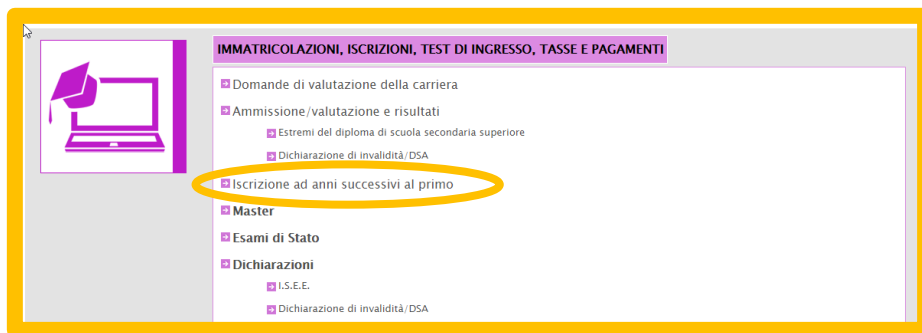 IMMATRICOLAZIONI, ISCRIZIONI, TEST DI INGRESSO, TASSE E PAGAMENTI
Domande di valutazione della carriera
Ammissione/valutazione e risultati
Estremi del diploma di scuola secondaria superiore
Dichiarazione di invalidità/DSA
Iscrizione ad anni successivi al primo
Master
Esami di Stato
Dichiarazioni
I.S.E.E.
Dichiarazione di invalidità/DSA